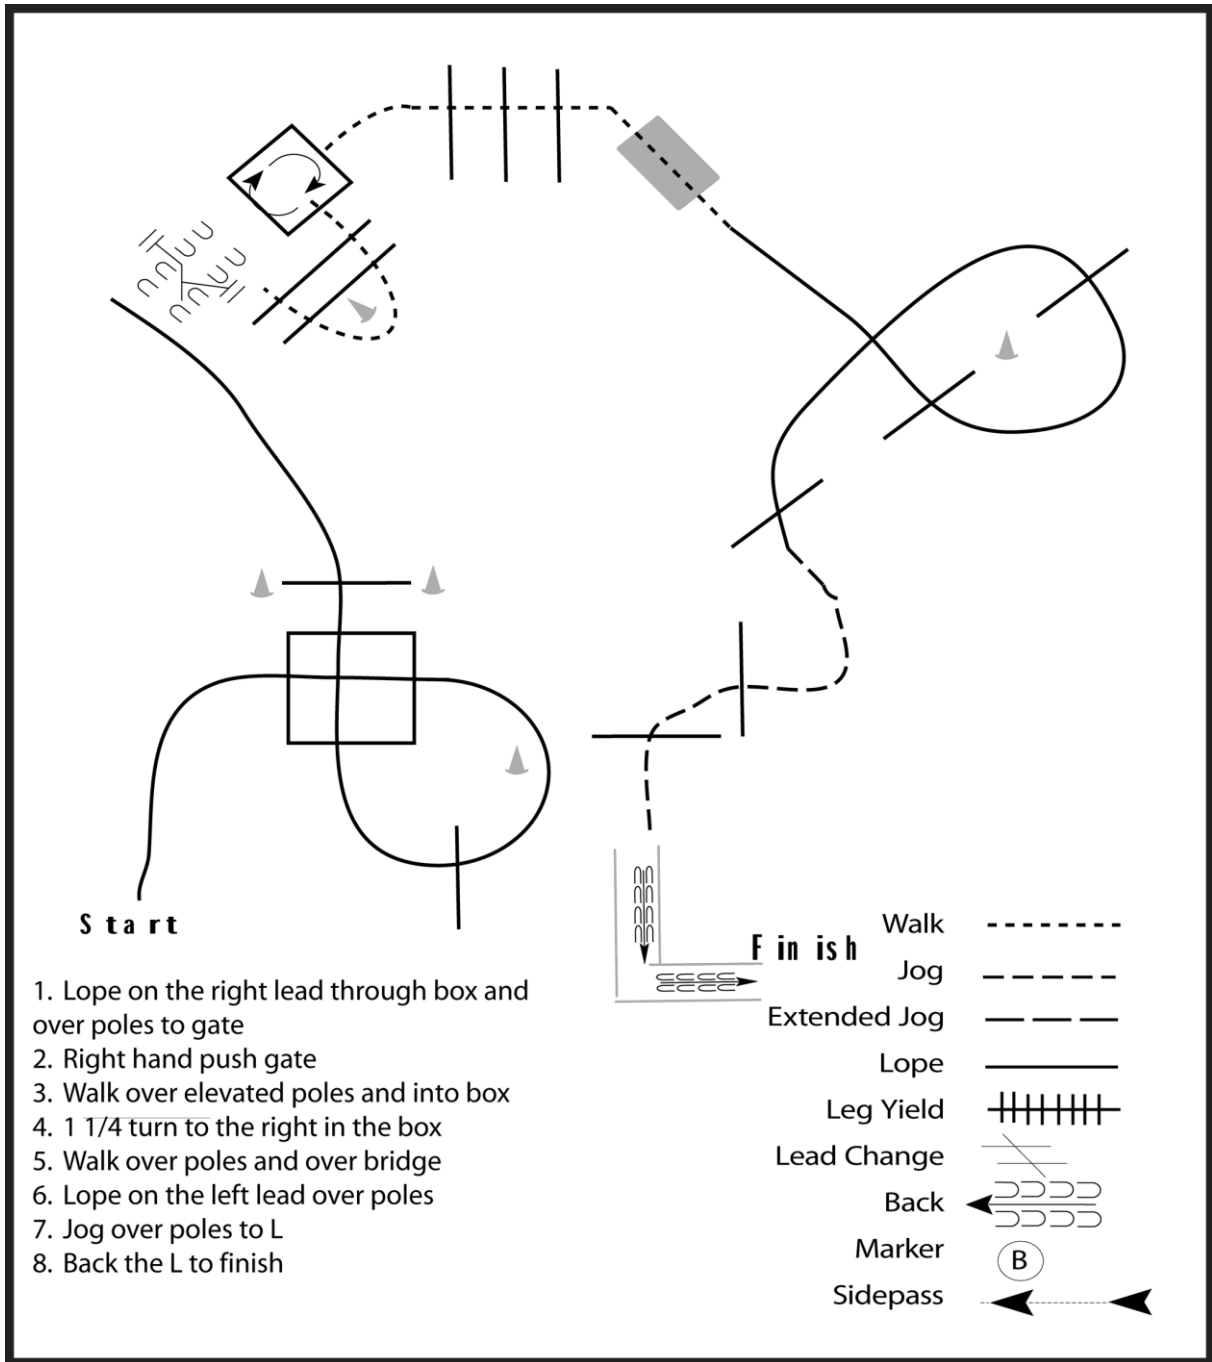 Start
Finish
1. Lope on the right lead through box and
over poles to gate
2. Right hand push gate
3. Walk over elevated poles and into box
4. 1 1/4 turn to the right in the box
5. Walk over poles and over bridge
6. Lope on the left lead over poles
7. Jog over poles to L
8. Back the L to finish
Walk
Jog
Extended Jog
Lope
Leg Yield
Lead Change
Back
Marker B
Sidepass